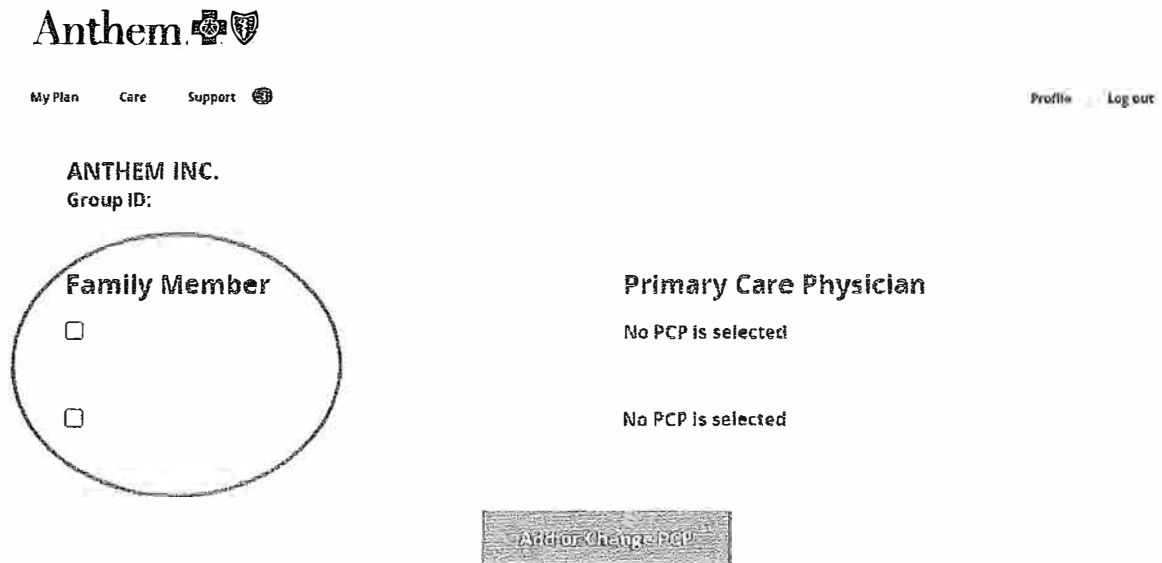 Anthem
My Plan Care Support Profile Log out
ANTHEM INC.
Group ID:
Family Member Primary Care Physician
No PCP is selected
No PCP is selected
Add or Change PCP